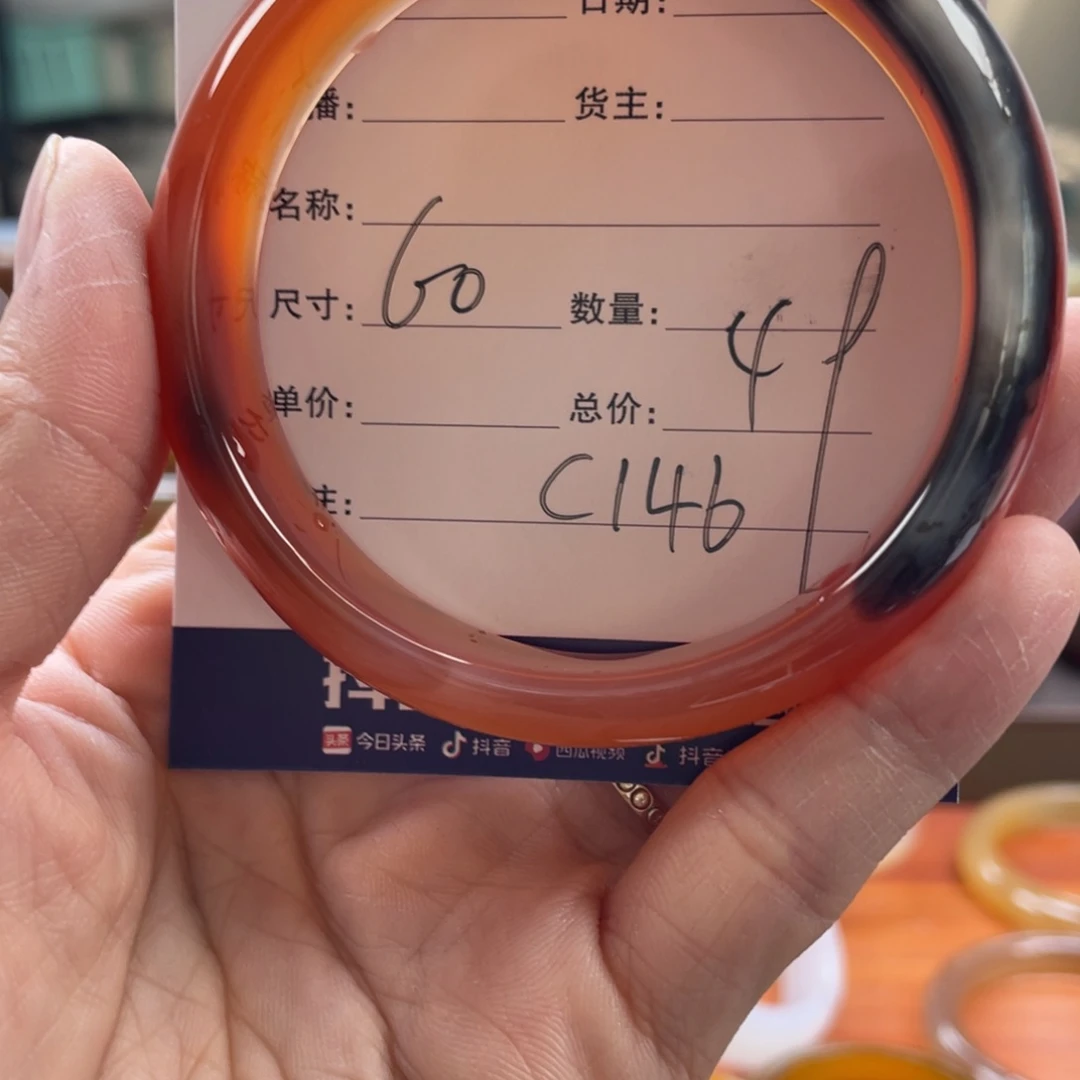 日期:
播: 货主:
名称:
尺寸: 60 数量: 4
单价: 总价:
主: C146
今日头条 抖音 西瓜视频 抖音